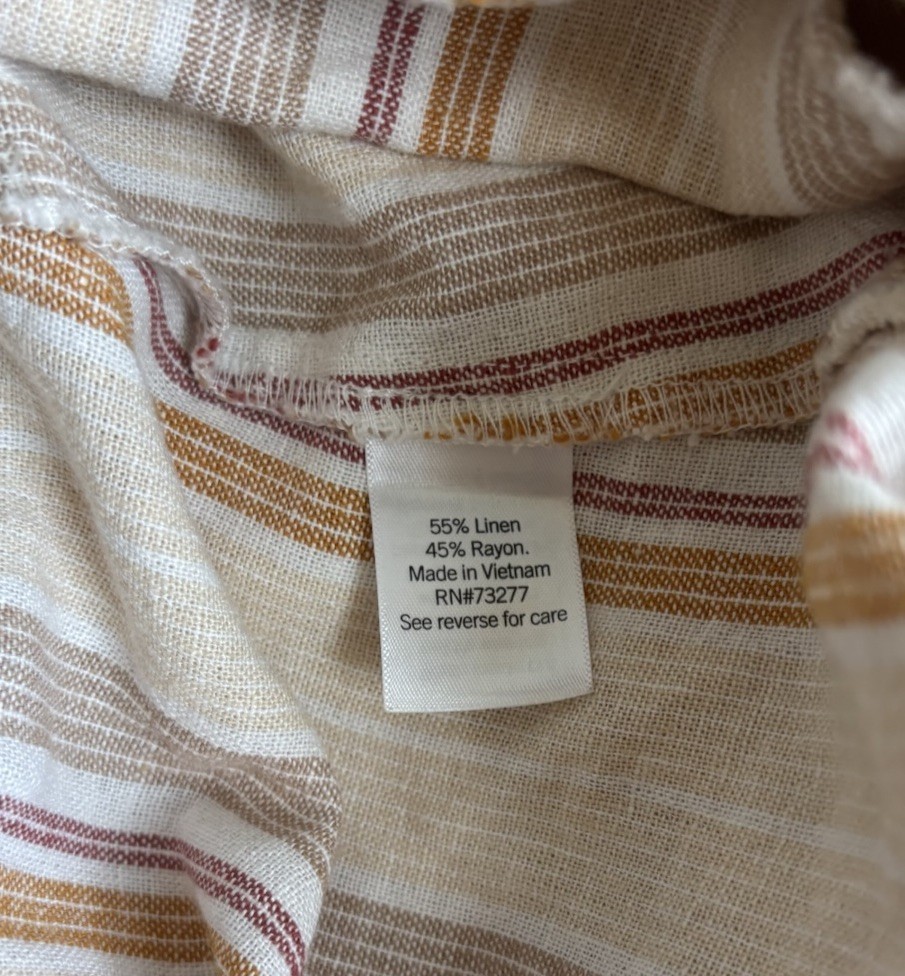 55% Linen
45% Rayon.
Made in Vietnam
RN#73277
See reverse for care